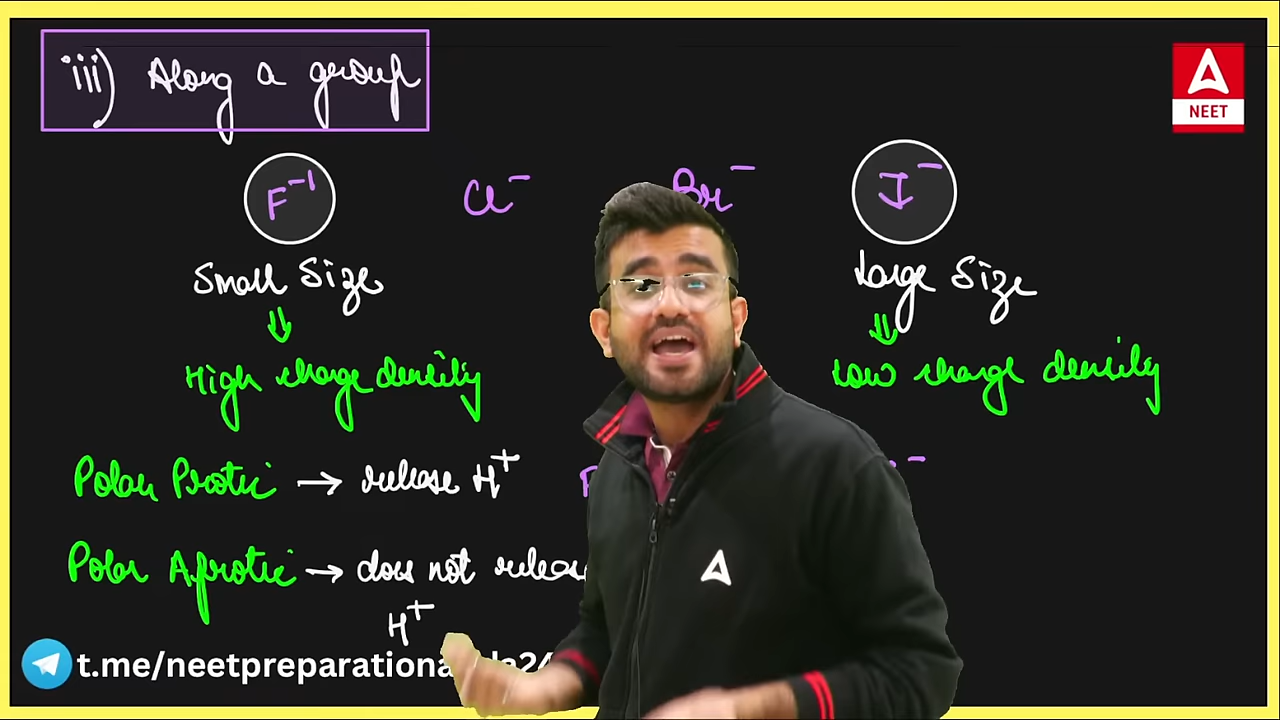 iii) Along a group
NEET
F⁻¹ Cl⁻ Br⁻ I⁻
Small Size Large Size
⇓ ⇓
High charge density Low charge density
Polar Protic → release H⁺
Polar Aprotic → does not release
H⁺
t.me/neetpreparation